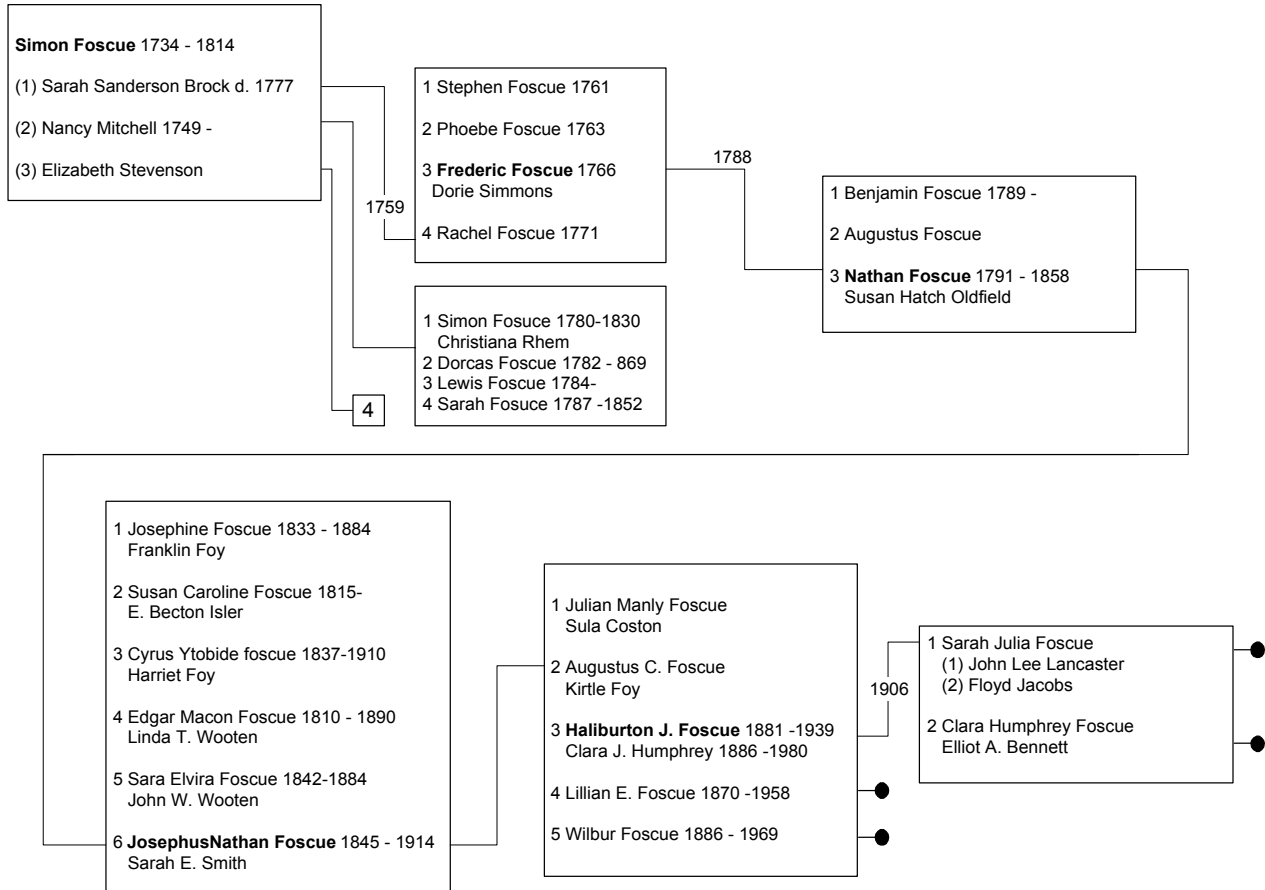 Simon Foscue 1734 - 1814
(1) Sarah Sanderson Brock d. 1777
(2) Nancy Mitchell 1749 -
(3) Elizabeth Stevenson
1759
1 Stephen Foscue 1761
2 Phoebe Foscue 1763
3 Frederic Foscue 1766
Dorie Simmons
4 Rachel Foscue 1771
1788
1 Simon Fosuce 1780-1830
Christiana Rhem
2 Dorcas Foscue 1782 - 869
3 Lewis Foscue 1784-
4 Sarah Fosuce 1787 -1852
4
1 Benjamin Foscue 1789 -
2 Augustus Foscue
3 Nathan Foscue 1791 - 1858
Susan Hatch Oldfield
1 Josephine Foscue 1833 - 1884
Franklin Foy
2 Susan Caroline Foscue 1815-
E. Becton Isler
3 Cyrus Ytobide foscue 1837-1910
Harriet Foy
4 Edgar Macon Foscue 1810 - 1890
Linda T. Wooten
5 Sara Elvira Foscue 1842-1884
John W. Wooten
6 JosephusNathan Foscue 1845 - 1914
Sarah E. Smith
1 Julian Manly Foscue
Sula Coston
2 Augustus C. Foscue
Kirtle Foy
3 Haliburton J. Foscue 1881 -1939
Clara J. Humphrey 1886 -1980
4 Lillian E. Foscue 1870 -1958
5 Wilbur Foscue 1886 - 1969
1906
1 Sarah Julia Foscue
(1) John Lee Lancaster
(2) Floyd Jacobs
2 Clara Humphrey Foscue
Elliot A. Bennett